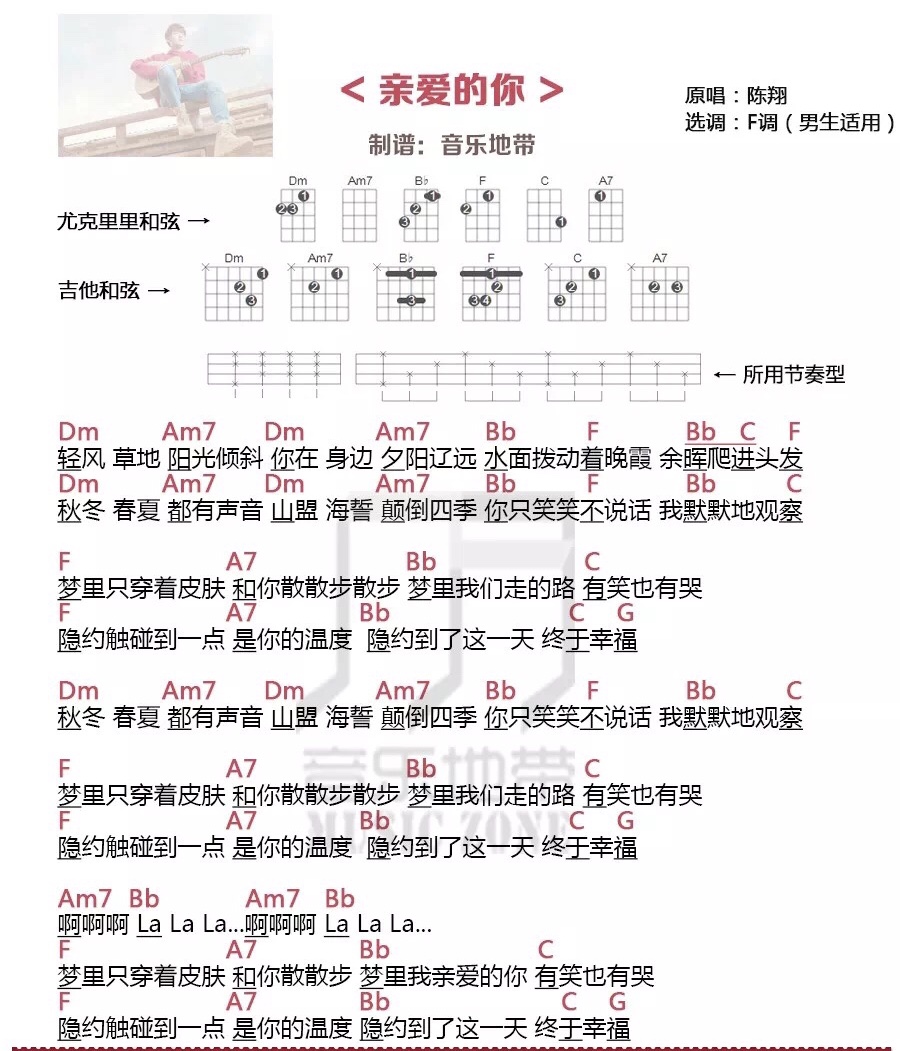 < 亲爱的你 >
制谱：音乐地带
原唱：陈翔
选调：F调（男生适用）
尤克里里和弦 → Dm Am7 B♭ F C A7
吉他和弦 → Dm Am7 B♭ F C A7
← 所用节奏型
Dm Am7 Dm Am7 Bb F Bb C F
轻风 草地 阳光倾斜 你在 身边 夕阳辽远 水面拨动着晚霞 余晖爬进头发
Dm Am7 Dm Am7 Bb F Bb C
秋冬 春夏 都有声音 山盟 海誓 颠倒四季 你只笑笑不说话 我默默地观察
F A7 Bb C
梦里只穿着皮肤 和你散散步散步 梦里我们走的路 有笑也有哭
F A7 Bb C G
隐约触碰到一点 是你的温度 隐约到了这一天 终于幸福
Dm Am7 Dm Am7 Bb F Bb C
秋冬 春夏 都有声音 山盟 海誓 颠倒四季 你只笑笑不说话 我默默地观察
F A7 Bb C
梦里只穿着皮肤 和你散散步散步 梦里我们走的路 有笑也有哭
F A7 Bb C G
隐约触碰到一点 是你的温度 隐约到了这一天 终于幸福
音乐地带
MUSIC ZONE
Am7 Bb Am7 Bb
啊啊啊 La La La...啊啊啊 La La La...
F A7 Bb C
梦里只穿着皮肤 和你散散步 梦里我亲爱的你 有笑也有哭
F A7 Bb C G
隐约触碰到一点 是你的温度 隐约到了这一天 终于幸福